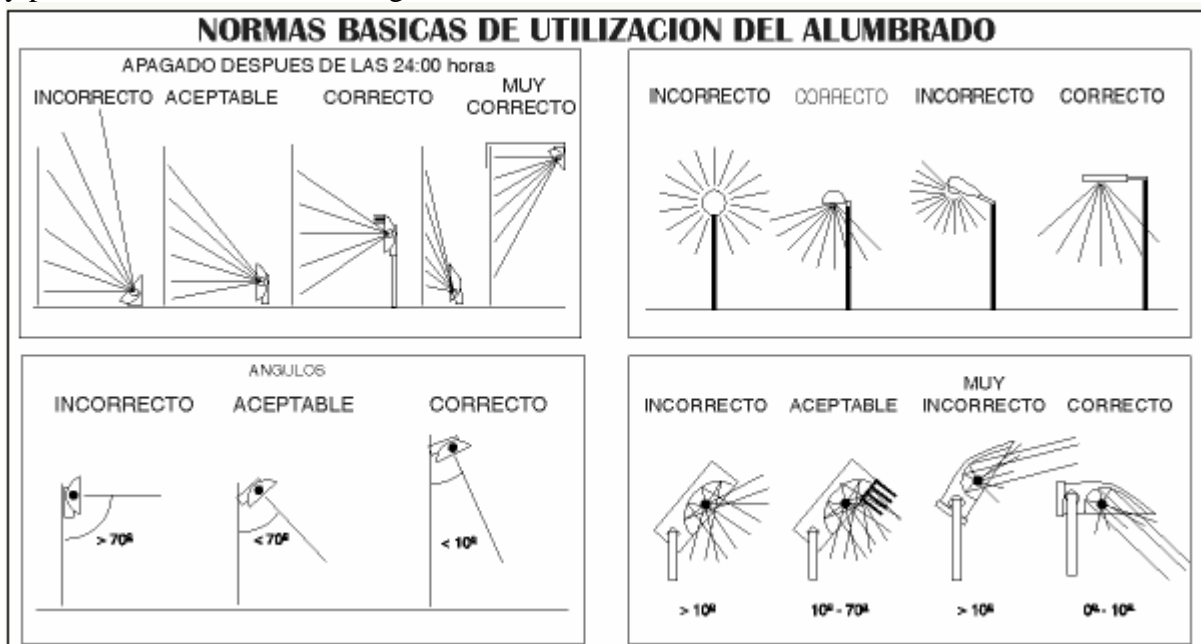 NORMAS BASICAS DE UTILIZACION DEL ALUMBRADO
APAGADO DESPUES DE LAS 24:00 horas
INCORRECTO ACEPTABLE CORRECTO MUY CORRECTO
INCORRECTO CORRECTO INCORRECTO CORRECTO
ANGULOS
INCORRECTO ACEPTABLE CORRECTO
> 70º < 70º < 10º
INCORRECTO ACEPTABLE MUY INCORRECTO CORRECTO
> 10º 10º - 70º > 10º 0º - 10º